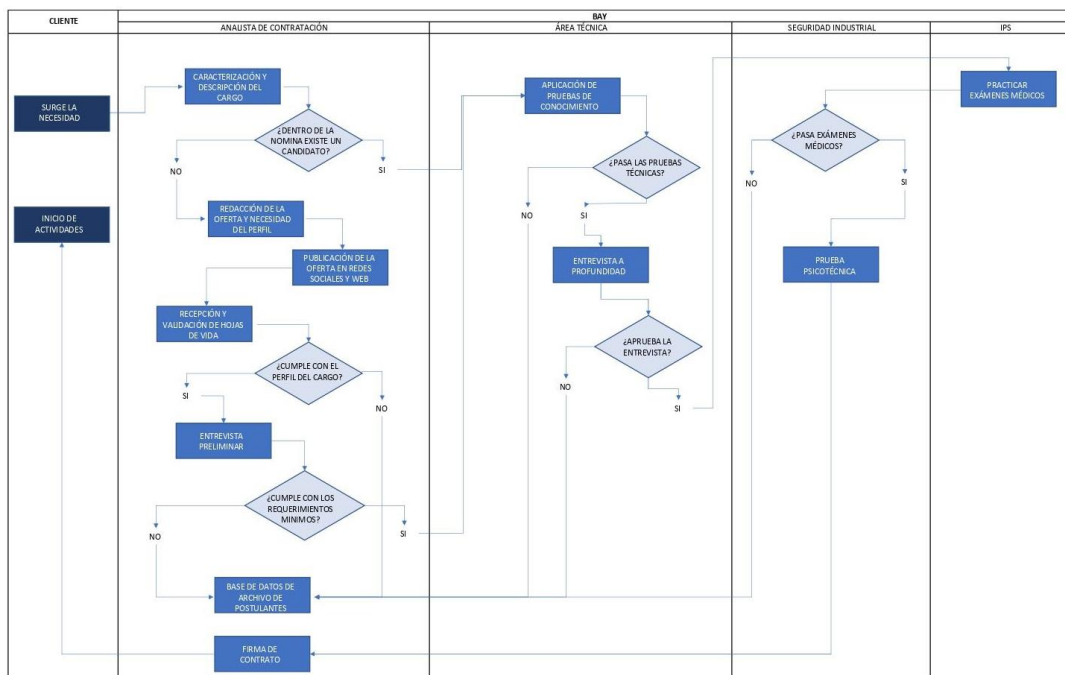 CLIENTE
BAY
ANALISTA DE CONTRATACIÓN
ÁREA TÉCNICA
SEGURIDAD INDUSTRIAL
IPS
SURGE LA
NECESIDAD
INICIO DE
ACTIVIDADES
CARACTERIZACIÓN Y
DESCRIPCIÓN DEL
CARGO
¿DENTRO DE LA
NOMINA EXISTE UN
CANDIDATO?
NO
SI
REDACCIÓN DE LA
OFERTA Y NECESIDAD
DEL PERFIL
PUBLICACIÓN DE LA
OFERTA EN REDES
SOCIALES Y WEB
RECEPCIÓN Y
VALIDACIÓN DE HOJAS
DE VIDA
¿CUMPLE CON EL
PERFIL DEL CARGO?
SI
NO
ENTREVISTA
PRELIMINAR
¿CUMPLE CON LOS
REQUERIMIENTOS
MINIMOS?
NO
SI
BASE DE DATOS DE
ARCHIVO DE
POSTULANTES
FIRMA DE
CONTRATO
APLICACIÓN DE
PRUEBAS DE
CONOCIMIENTO
¿PASA LAS PRUEBAS
TÉCNICAS?
NO
SI
ENTREVISTA A
PROFUNDIDAD
¿APRUEBA LA
ENTREVISTA?
NO
SI
¿PASA EXÁMENES
MÉDICOS?
NO
SI
PRUEBA
PSICOTÉCNICA
PRACTICAR
EXÁMENES MÉDICOS